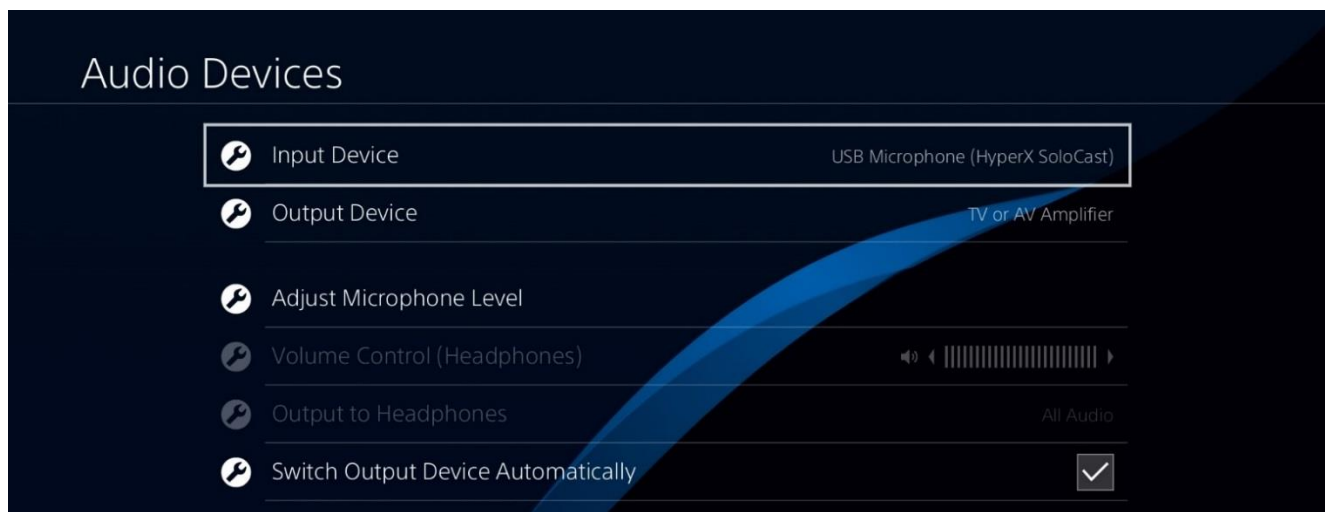 Audio Devices
Input Device USB Microphone (HyperX SoloCast)
Output Device TV or AV Amplifier
Adjust Microphone Level
Volume Control (Headphones)
Output to Headphones All Audio
Switch Output Device Automatically